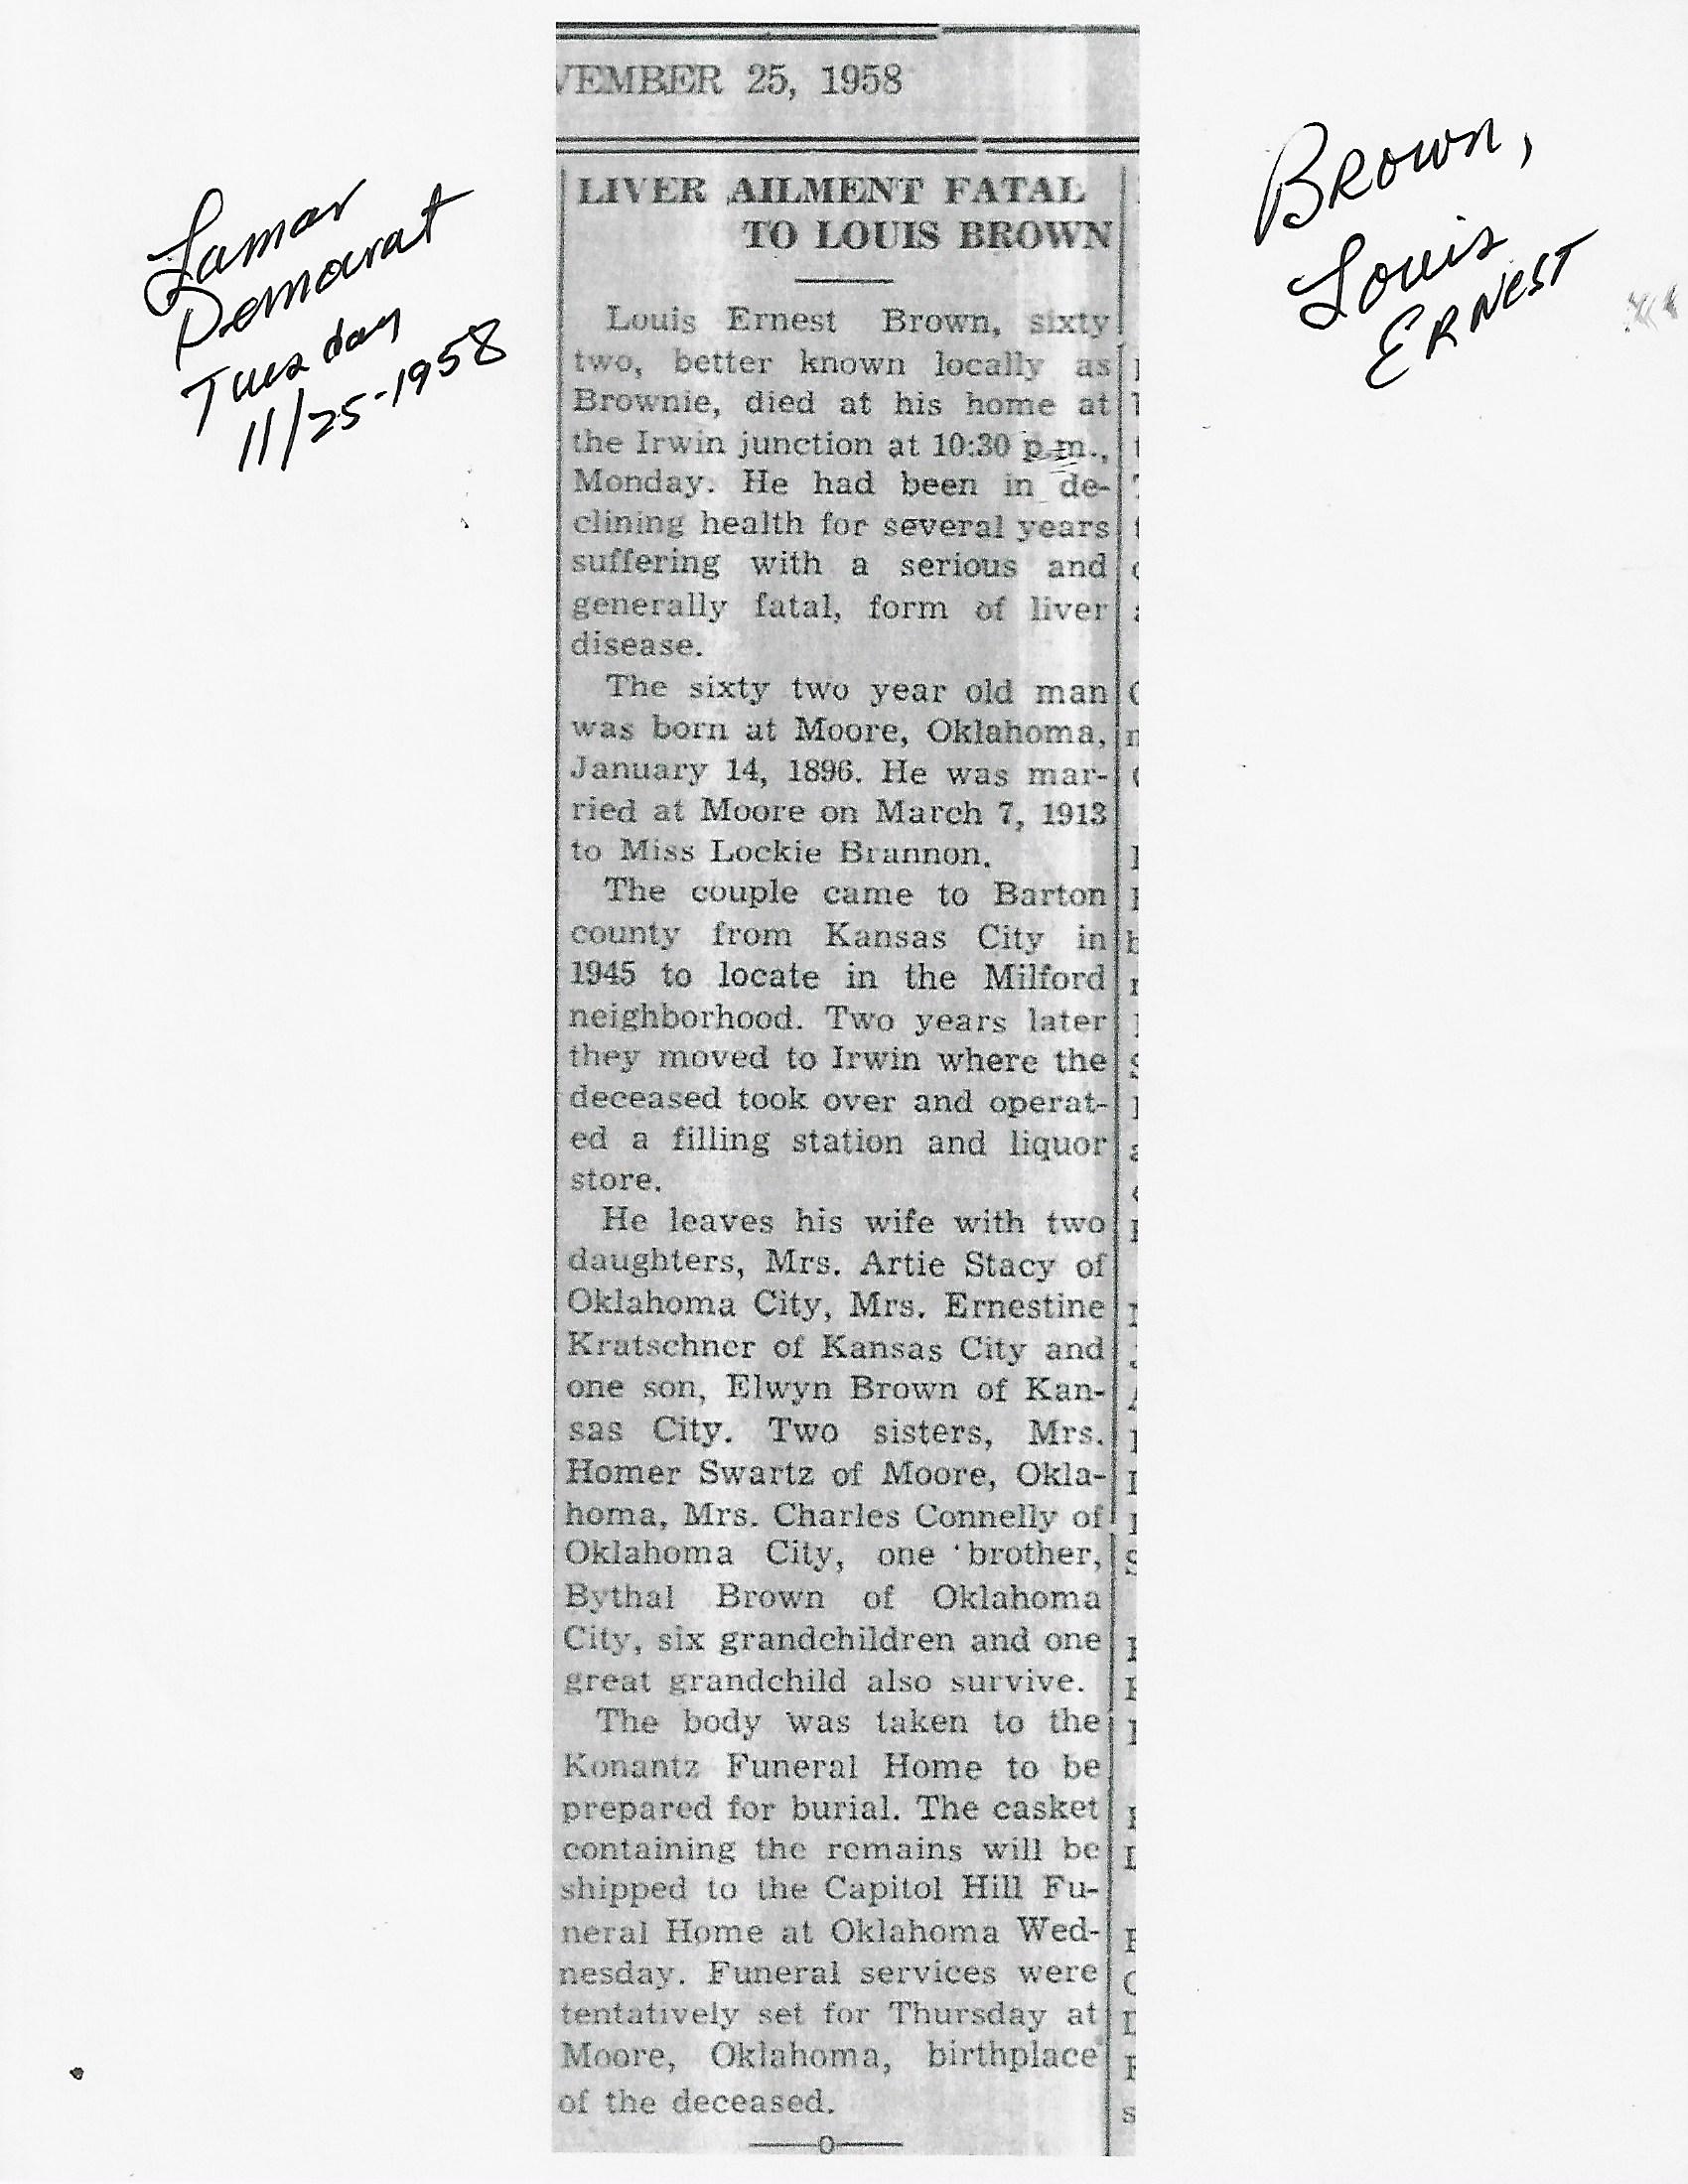 VEMBER 25, 1958
Lamar
Democrat
Tuesday
11/25-1958
Brown,
Louis
ERNEST
LIVER AILMENT FATAL
TO LOUIS BROWN
Louis Ernest Brown, sixty
two, better known locally as
Brownie, died at his home at
the Irwin junction at 10:30 p.m.,
Monday. He had been in de-
clining health for several years
suffering with a serious and
generally fatal, form of liver
disease.
The sixty two year old man
was born at Moore, Oklahoma,
January 14, 1896. He was mar-
ried at Moore on March 7, 1913
to Miss Lockie Brannon.
The couple came to Barton
county from Kansas City in
1945 to locate in the Milford
neighborhood. Two years later
they moved to Irwin where the
deceased took over and operat-
ed a filling station and liquor
store.
He leaves his wife with two
daughters, Mrs. Artie Stacy of
Oklahoma City, Mrs. Ernestine
Kratschner of Kansas City and
one son, Elwyn Brown of Kan-
sas City. Two sisters, Mrs.
Homer Swartz of Moore, Okla-
homa, Mrs. Charles Connelly of
Oklahoma City, one brother,
Bythal Brown of Oklahoma
City, six grandchildren and one
great grandchild also survive.
The body was taken to the
Konantz Funeral Home to be
prepared for burial. The casket
containing the remains will be
shipped to the Capitol Hill Fu-
neral Home at Oklahoma Wed-
nesday. Funeral services were
tentatively set for Thursday at
Moore, Oklahoma, birthplace
of the deceased.